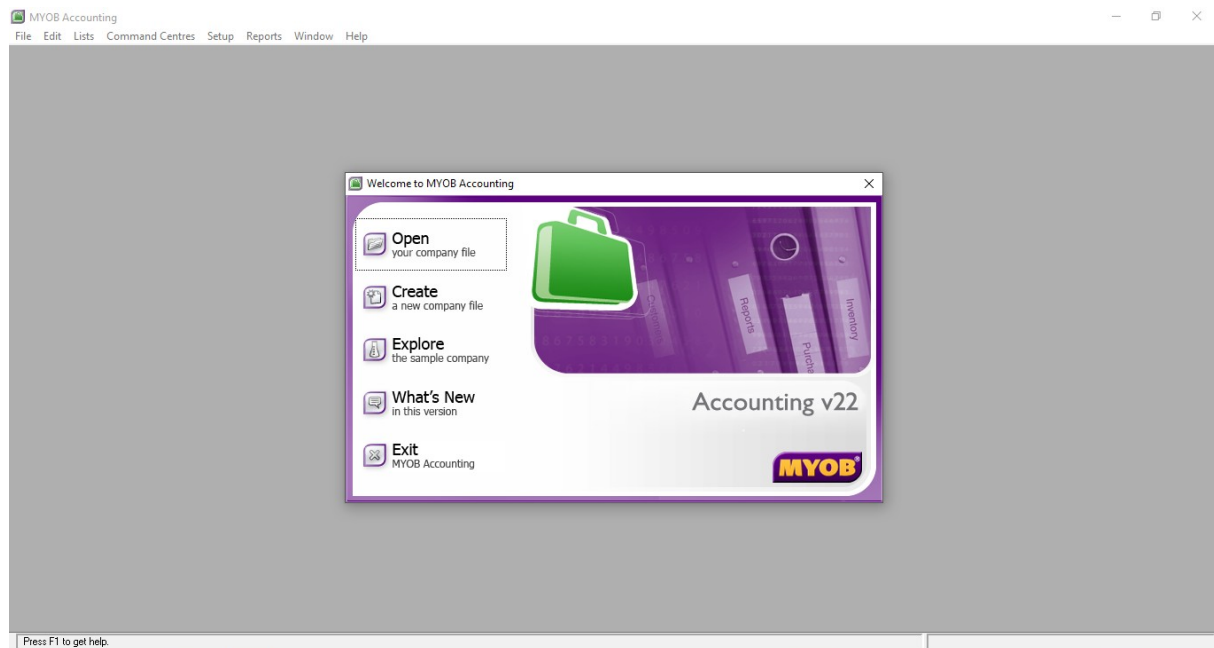 MYOB Accounting
File Edit Lists Command Centres Setup Reports Window Help
Welcome to MYOB Accounting
Open
your company file
Create
a new company file
Explore
the sample company
What's New
in this version
Exit
MYOB Accounting
Reports
Inventory
Accounting v22
MYOB
Press F1 to get help.